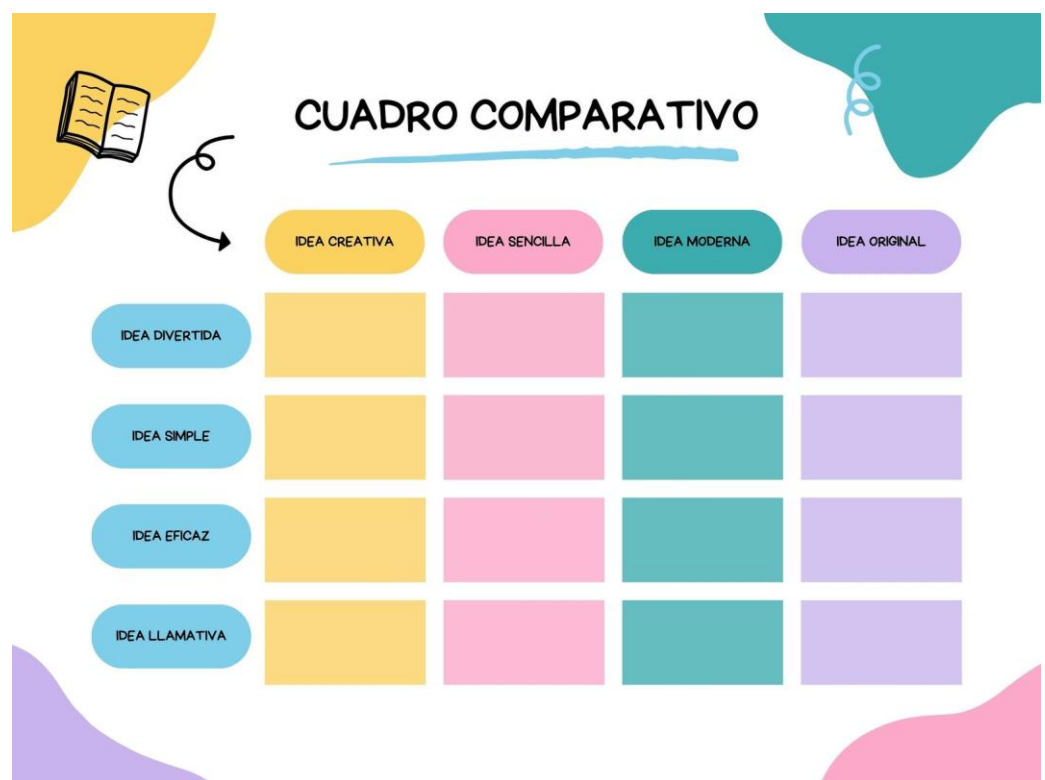 CUADRO COMPARATIVO
IDEA CREATIVA
IDEA SENCILLA
IDEA MODERNA
IDEA ORIGINAL
IDEA DIVERTIDA
IDEA SIMPLE
IDEA EFICAZ
IDEA LLAMATIVA